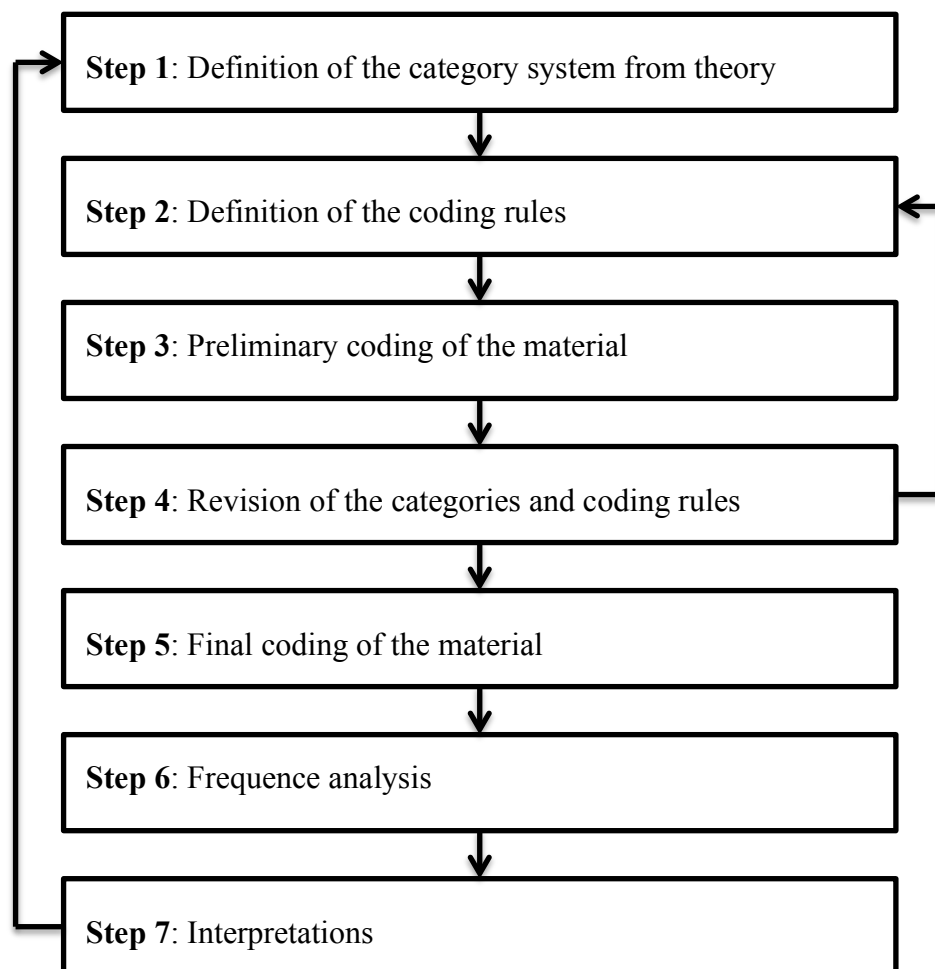 Step 1: Definition of the category system from theory
Step 2: Definition of the coding rules
Step 3: Preliminary coding of the material
Step 4: Revision of the categories and coding rules
Step 5: Final coding of the material
Step 6: Frequence analysis
Step 7: Interpretations